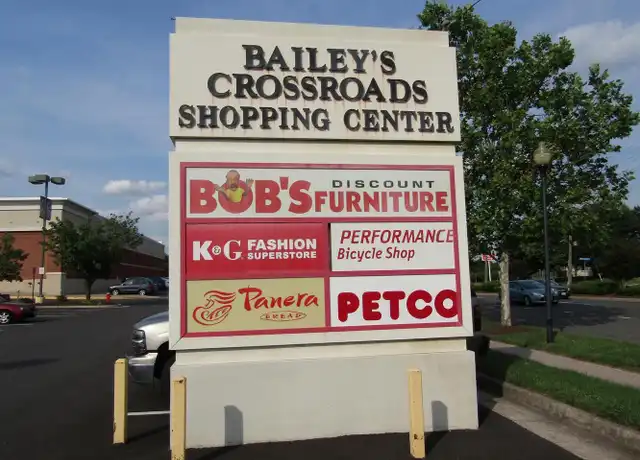 BAILEY'S
CROSSROADS
SHOPPING CENTER
BOB'S DISCOUNT
FURNITURE
K&G FASHION
SUPERSTORE
PERFORMANCE
Bicycle Shop
Panera
BREAD
PETCO